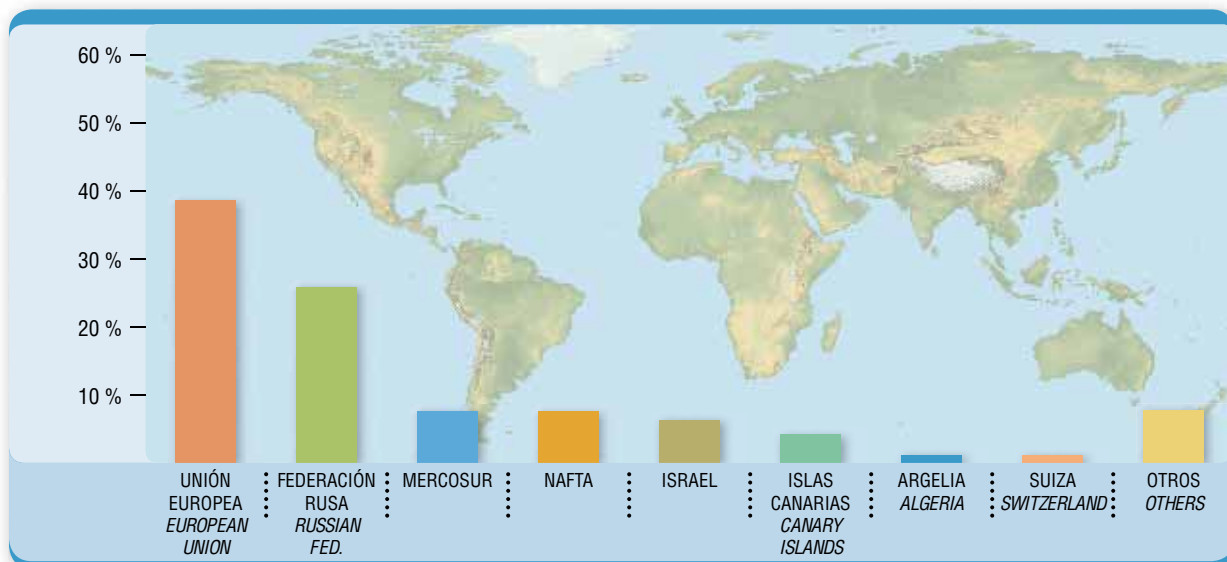 60 %
50 %
40 %
30 %
20 %
10 %
UNIÓN
EUROPEA
EUROPEAN
UNION
FEDERACIÓN
RUSA
RUSSIAN
FED.
MERCOSUR
NAFTA
ISRAEL
ISLAS
CANARIAS
CANARY
ISLANDS
ARGELIA
ALGERIA
SUIZA
SWITZERLAND
OTROS
OTHERS